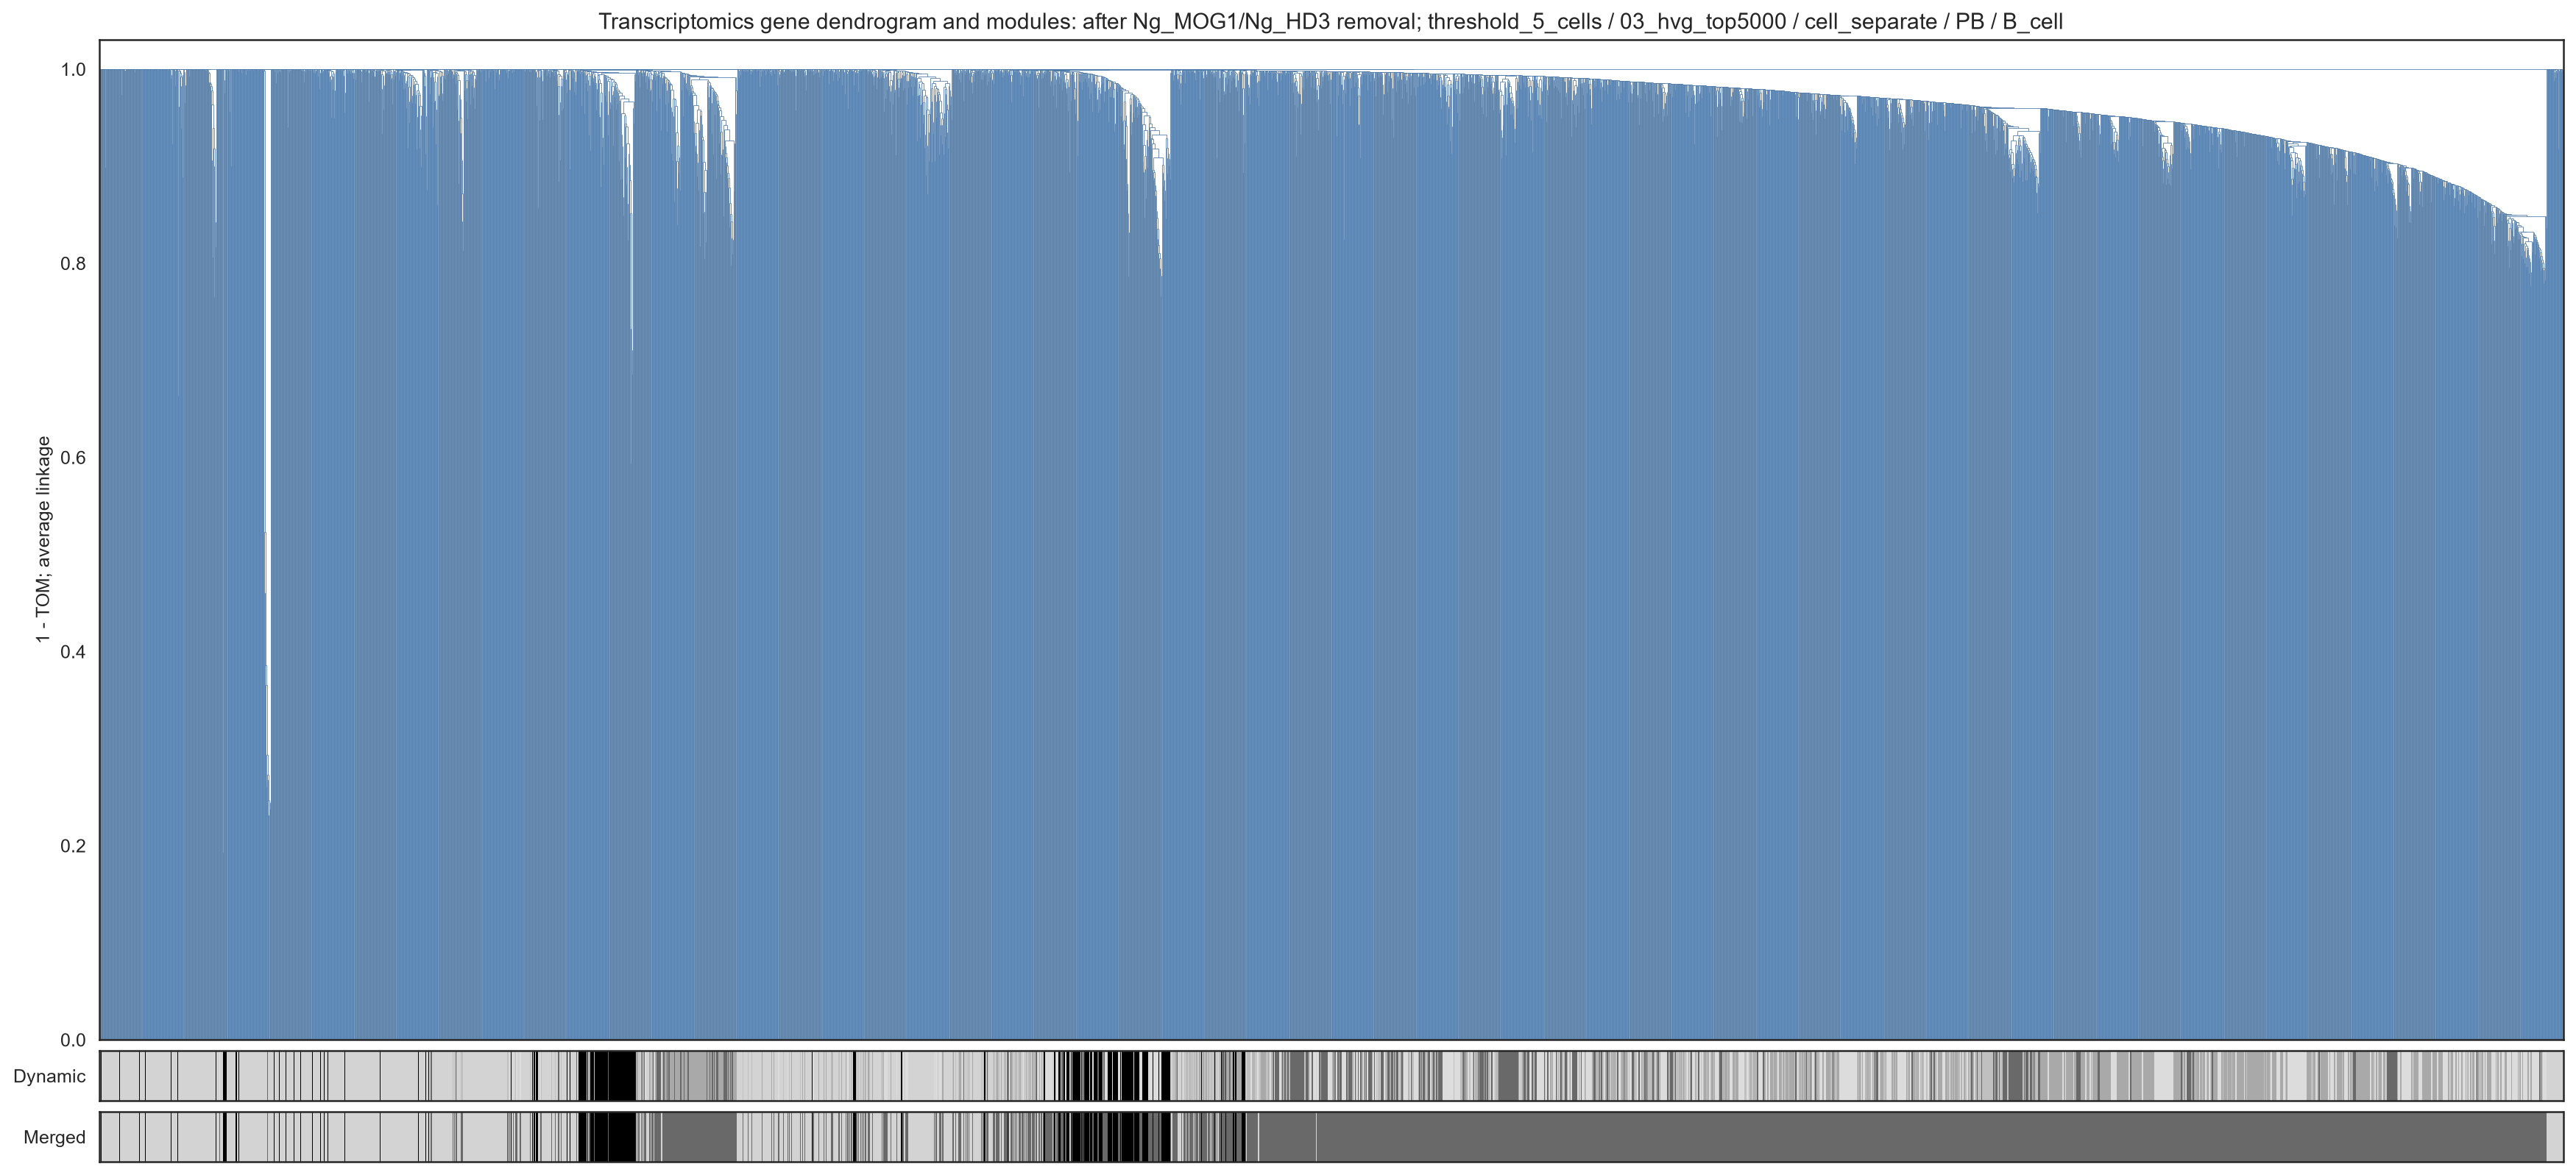 Transcriptomics gene dendrogram and modules: after Ng_MOG1/Ng_HD3 removal; threshold_5_cells / 03_hvg_top5000 / cell_separate / PB / B_cell
1.0
0.8
0.6
0.4
0.2
0.0
1 - TOM; average linkage
Dynamic
Merged